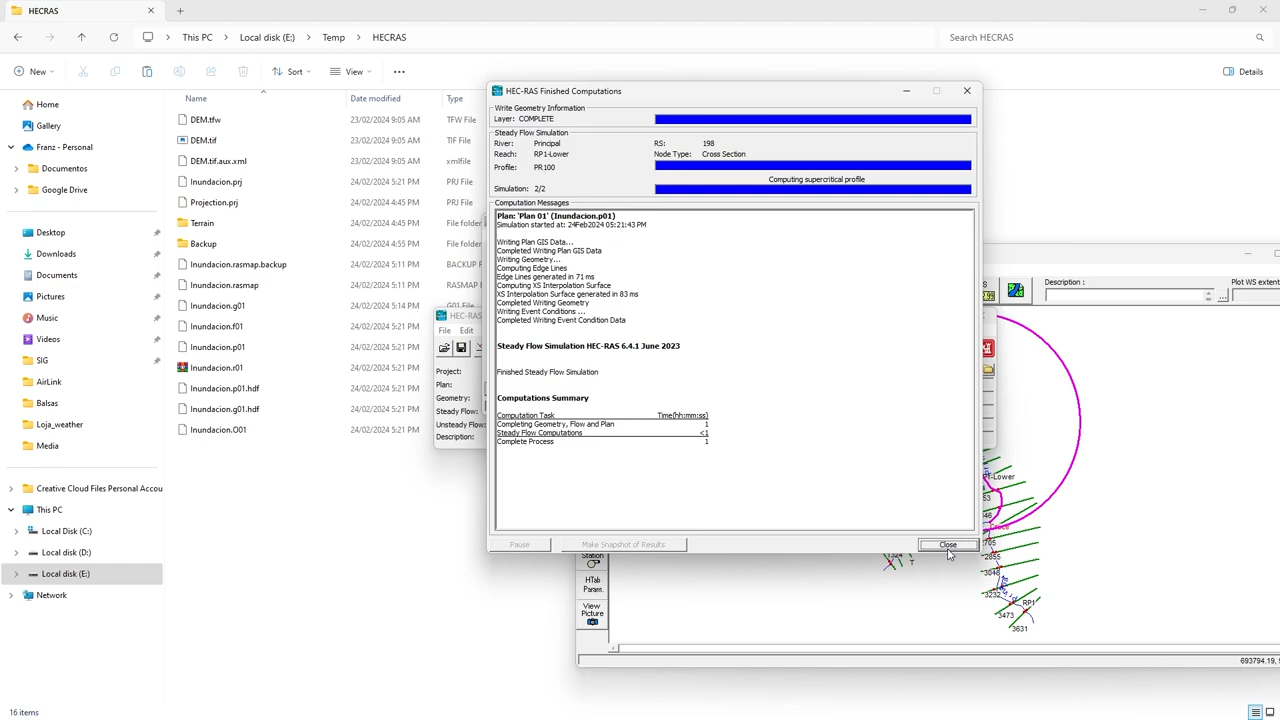 HECRAS
This PC > Local disk (E:) > Temp > HECRAS
Search HECRAS
New
Sort
View
Details
Home
Gallery
Franz - Personal
Documentos
Google Drive
Desktop
Downloads
Documents
Pictures
Music
Videos
SIG
AirLink
Balsas
Loja_weather
Media
Creative Cloud Files Personal Accou
This PC
Local Disk (C:)
Local disk (D:)
Local disk (E:)
Network
16 items
Name Date modified Type
DEM.tfw 23/02/2024 9:05 AM TFW File
DEM.tif 23/02/2024 9:05 AM TIF File
DEM.tif.aux.xml 23/02/2024 9:05 AM xmlfile
Inundacion.prj 24/02/2024 5:21 PM PRJ File
Projection.prj 24/02/2024 4:45 PM PRJ File
Terrain 24/02/2024 4:45 PM File folder
Backup 24/02/2024 4:55 PM File folder
Inundacion.rasmap.backup 24/02/2024 5:11 PM BACKUP F
Inundacion.rasmap 24/02/2024 5:11 PM RASMAP F
Inundacion.g01 24/02/2024 5:14 PM G01 File
Inundacion.f01 24/02/2024 5:21 PM
Inundacion.p01 24/02/2024 5:21 PM
Inundacion.r01 24/02/2024 5:21 PM
Inundacion.p01.hdf 24/02/2024 5:21 PM
Inundacion.g01.hdf 24/02/2024 5:21 PM
Inundacion.O01 24/02/2024 5:21 PM
HEC-RAS
File Edit
Project:
Plan:
Geometry:
Steady Flow:
Unsteady Flow:
Description:
HEC-RAS Finished Computations
Write Geometry Information
Layer: COMPLETE
Steady Flow Simulation
River: Principal RS: 198
Reach: RP1-Lower Node Type: Cross Section
Profile: PR100
Computing supercritical profile
Simulation: 2/2
Computation Messages
Plan: 'Plan 01' (Inundacion.p01)
Simulation started at: 24Feb2024 05:21:43 PM
Writing Plan GIS Data...
Completed Writing Plan GIS Data
Writing Geometry...
Computing Edge Lines
Edge Lines generated in 71 ms
Computing XS Interpolation Surface
XS Interpolation Surface generated in 83 ms
Completed Writing Geometry
Writing Event Conditions ...
Completed Writing Event Condition Data
Steady Flow Simulation HEC-RAS 6.4.1 June 2023
Finished Steady Flow Simulation
Computations Summary
Computation Task Time(hh:mm:ss)
Completing Geometry, Flow and Plan 1
Steady Flow Computations <1
Complete Process 1
Pause
Make Snapshot of Results
Close
Description :
...
Plot WS extent
Station
HTab
Param.
View
Picture
3048
3232
3473
RP1
3631
693794.19,